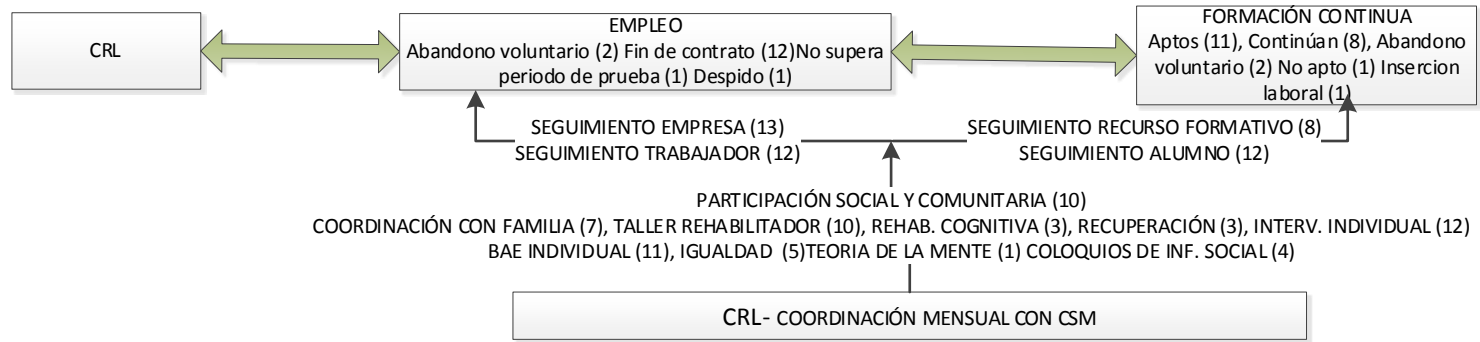 CRL
EMPLEO
Abandono voluntario (2) Fin de contrato (12)No supera
periodo de prueba (1) Despido (1)
FORMACIÓN CONTINUA
Aptos (11), Continúan (8), Abandono
voluntario (2) No apto (1) Insercion
laboral (1)
SEGUIMIENTO EMPRESA (13)
SEGUIMIENTO TRABAJADOR (12)
SEGUIMIENTO RECURSO FORMATIVO (8)
SEGUIMIENTO ALUMNO (12)
PARTICIPACIÓN SOCIAL Y COMUNITARIA (10)
COORDINACIÓN CON FAMILIA (7), TALLER REHABILITADOR (10), REHAB. COGNITIVA (3), RECUPERACIÓN (3), INTERV. INDIVIDUAL (12)
BAE INDIVIDUAL (11), IGUALDAD (5)TEORIA DE LA MENTE (1) COLOQUIOS DE INF. SOCIAL (4)
CRL- COORDINACIÓN MENSUAL CON CSM